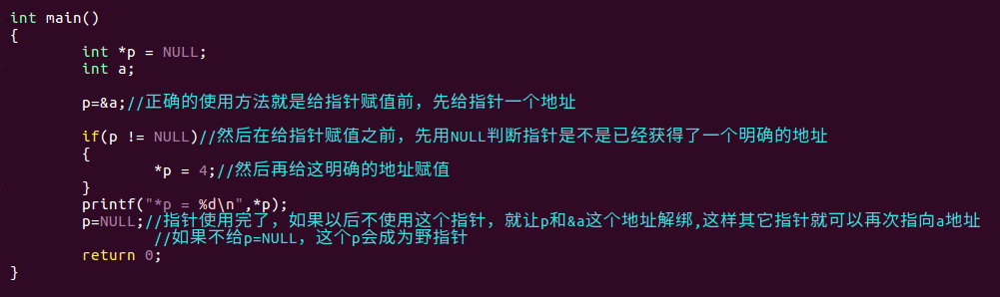 int main()
{
int *p = NULL;
int a;
p=&a;//正确的使用方法就是给指针赋值前，先给指针一个地址
if(p != NULL)//然后在给指针赋值之前，先用NULL判断指针是不是已经获得了一个明确的地址
{
*p = 4;//然后再给这明确的地址赋值
}
printf("*p = %d\n",*p);
p=NULL;//指针使用完了，如果以后不使用这个指针，就让p和&a这个地址解绑,这样其它指针就可以再次指向a地址
//如果不给p=NULL，这个p会成为野指针
return 0;
}